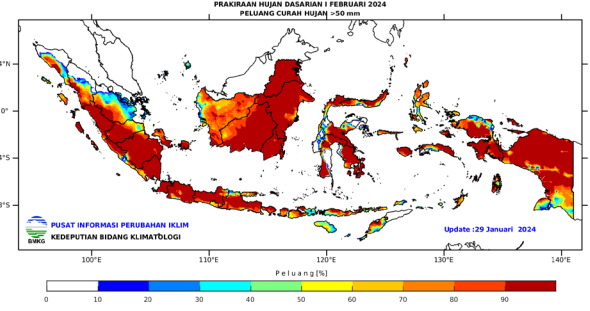 PRAKIRAAN HUJAN DASARIAN I FEBRUARI 2024
PELUANG CURAH HUJAN >50 mm
4°N
0°
4°S
8°S
BMKG
PUSAT INFORMASI PERUBAHAN IKLIM
KEDEPUTIAN BIDANG KLIMATOLOGI
Update :29 Januari 2024
100°E 110°E 120°E 130°E 140°E
Peluang[%]
0 10 20 30 40 50 60 70 80 90